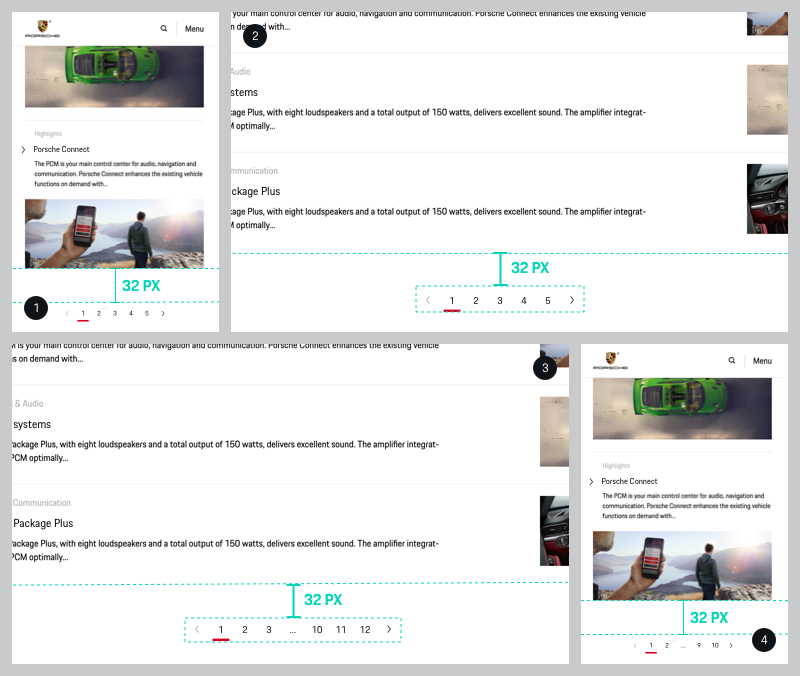 PORSCHE
Menu
Highlights
Porsche Connect
The PCM is your main control center for audio, navigation and
communication. Porsche Connect enhances the existing vehicle
functions on demand with...
32 PX
1
1 2 3 4 5
your main control center for audio, navigation and communication. Porsche Connect enhances the existing vehicle
with...
2
Audio
stems
kage Plus, with eight loudspeakers and a total output of 150 watts, delivers excellent sound. The amplifier integrat-
M optimally...
mmunication
ckage Plus
kage Plus, with eight loudspeakers and a total output of 150 watts, delivers excellent sound. The amplifier integrat-
M optimally...
32 PX
1 2 3 4 5
is your main control center for audio, navigation and communication. Porsche Connect enhances the existing vehicle
s on demand with...
3
& Audio
systems
ackage Plus, with eight loudspeakers and a total output of 150 watts, delivers excellent sound. The amplifier integrat-
PCM optimally...
Communication
Package Plus
ackage Plus, with eight loudspeakers and a total output of 150 watts, delivers excellent sound. The amplifier integrat-
PCM optimally...
32 PX
1 2 3 ... 10 11 12
PORSCHE
Menu
Highlights
Porsche Connect
The PCM is your main control center for audio, navigation and
communication. Porsche Connect enhances the existing vehicle
functions on demand with...
32 PX
4
1 2 ... 9 10